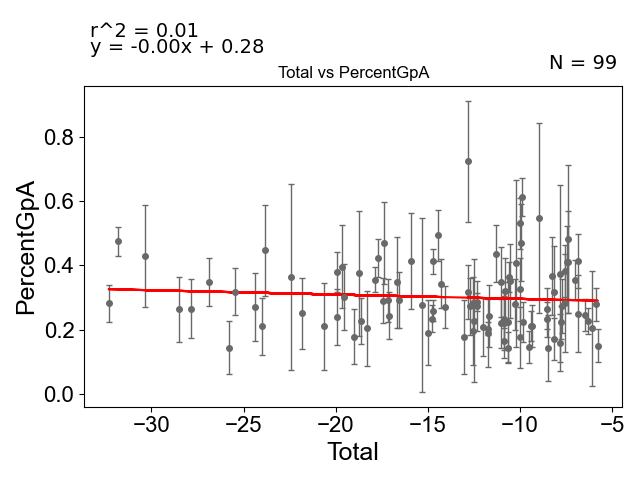 r^2 = 0.01
y = -0.00x + 0.28
N = 99
Total vs PercentGpA
PercentGpA
0.8
0.6
0.4
0.2
0.0
−30
−25
−20
−15
−10
−5
Total